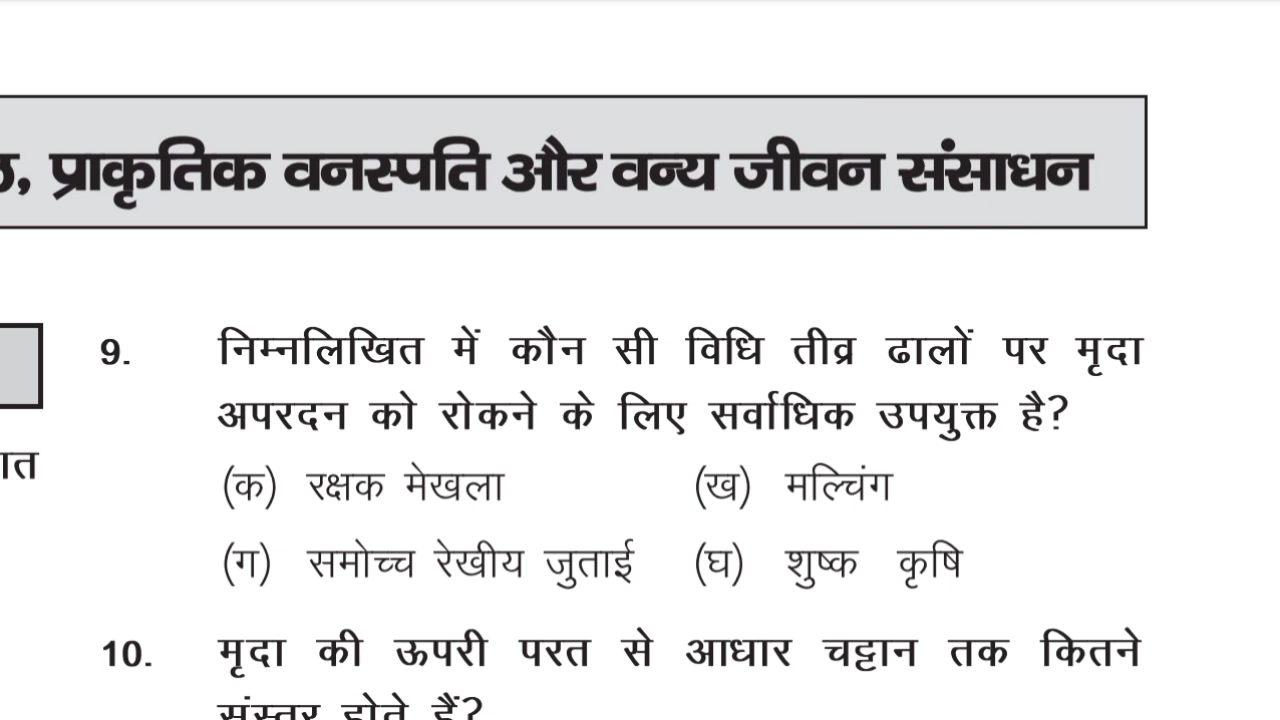 प्राकृतिक वनस्पति और वन्य जीवन संसाधन
9. निम्नलिखित में कौन सी विधि तीव्र ढालों पर मृदा
अपरदन को रोकने के लिए सर्वाधिक उपयुक्त है?
(क) रक्षक मेखला (ख) मल्चिंग
(ग) समोच्च रेखीय जुताई (घ) शुष्क कृषि
10. मृदा की ऊपरी परत से आधार चट्टान तक कितने
संस्तर होते हैं?